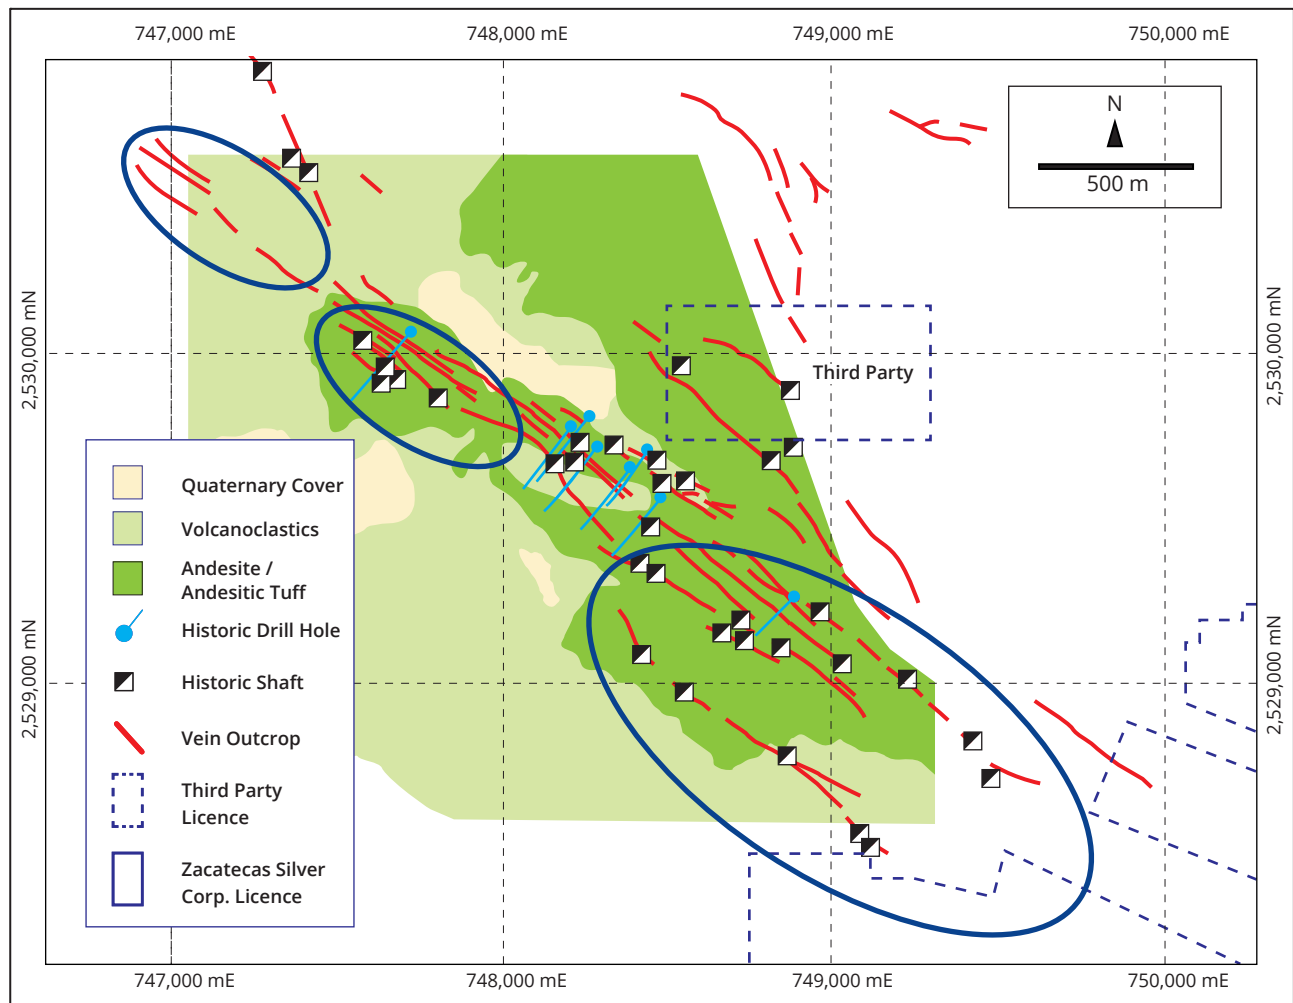 747,000 mE
748,000 mE
749,000 mE
750,000 mE
N
500 m
2,530,000 mN
2,530,000 mN
Third Party
Quaternary Cover
Volcanoclastics
Andesite /
Andesitic Tuff
Historic Drill Hole
Historic Shaft
Vein Outcrop
Third Party
Licence
Zacatecas Silver
Corp. Licence
2,529,000 mN
2,529,000 mN
747,000 mE
748,000 mE
749,000 mE
750,000 mE